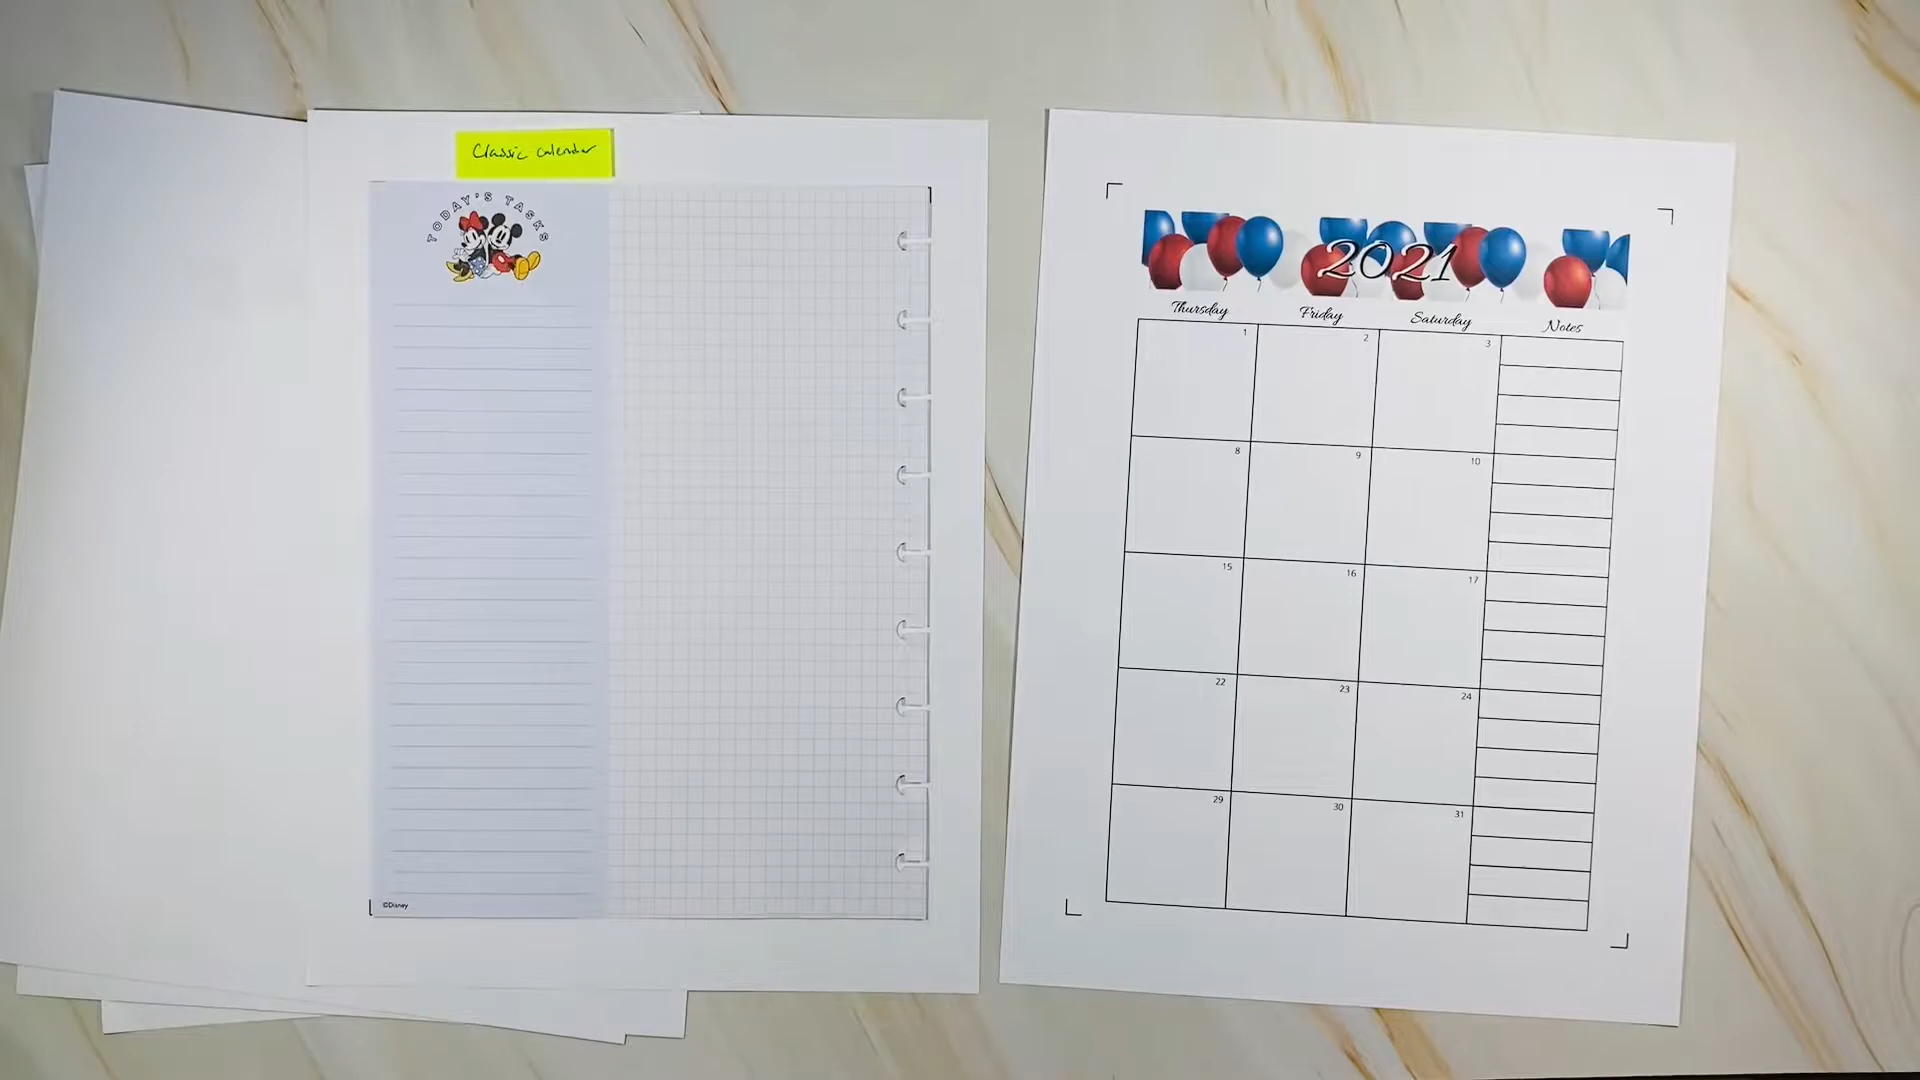 Classic calendar
TODAY'S TASKS
©Disney
2021
Thursday Friday Saturday Notes
1 2 3
8 9 10
15 16 17
22 23 24
29 30 31